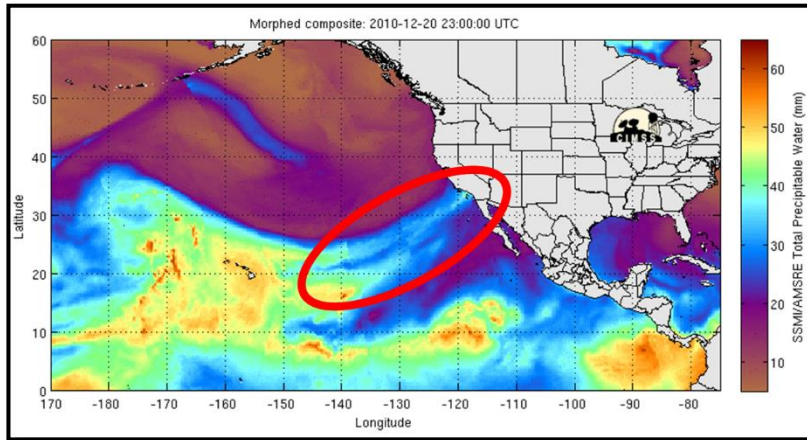 Morphed composite: 2010-12-20 23:00:00 UTC
60
50
40
30
20
10
0
Latitude
170 -180 -170 -160 -150 -140 -130 -120 -110 -100 -90 -80
Longitude
CIMSS
60
50
40
30
20
10
SSMI/AMSRE Total Precipitable Water (mm)